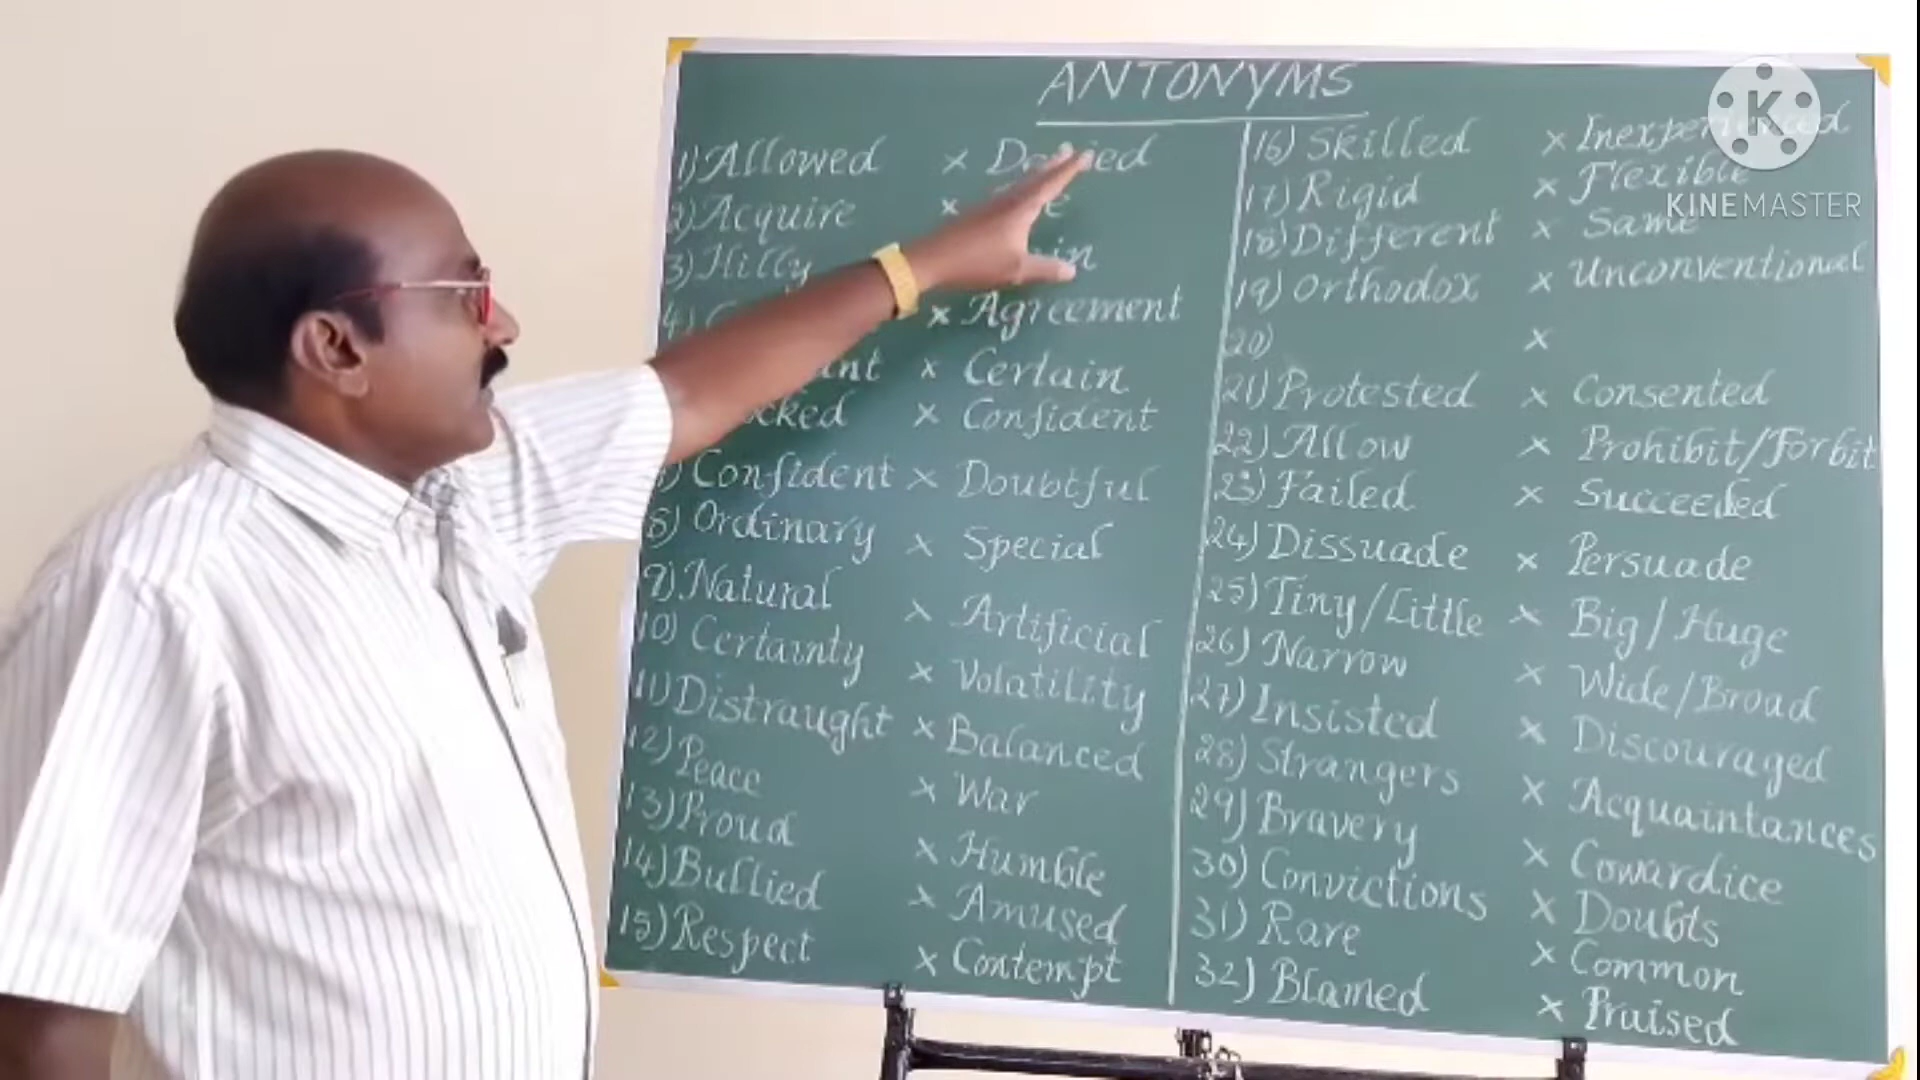 ANTONYMS
1) Allowed ×
2) Acquire ×
3) Hilly
4) × Agreement
× Certain
× Confident
Confident × Doubtful
8) Ordinary × Special
9) Natural × Artificial
10) Certainty × Volatility
11) Distraught × Balanced
12) Peace × War
13) Proud × Humble
14) Bullied × Amused
15) Respect × Contempt
16) Skilled ×
17) Rigid × Flexible
18) Different × Same
19) Orthodox × Unconventional
20) ×
21) Protested × Consented
22) Allow × Prohibit/Forbit
23) Failed × Succeeded
24) Dissuade × Persuade
25) Tiny/Little × Big/Huge
26) Narrow × Wide/Broad
27) Insisted × Discouraged
28) Strangers × Acquaintances
29) Bravery × Cowardice
30) Convictions × Doubts
31) Rare × Common
32) Blamed × Praised
K
KINEMASTER